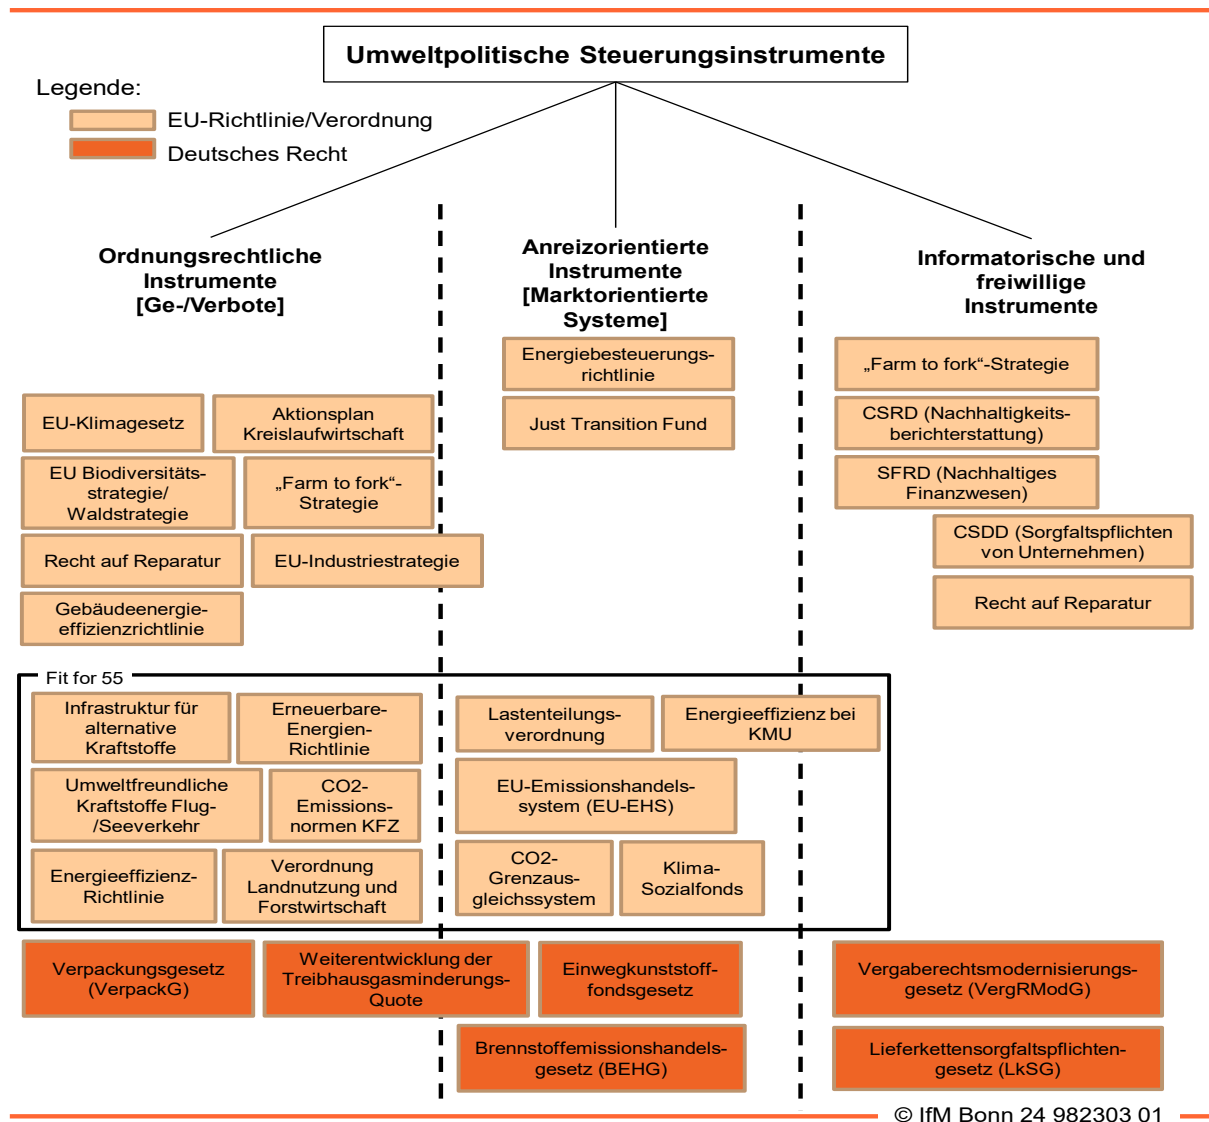 Umweltpolitische Steuerungsinstrumente
Legende:
EU-Richtlinie/Verordnung
Deutsches Recht
Ordnungsrechtliche
Instrumente
[Ge-/Verbote]
Anreizorientierte
Instrumente
[Marktorientierte
Systeme]
Informatorische und
freiwillige
Instrumente
EU-Klimagesetz
Aktionsplan
Kreislaufwirtschaft
EU Biodiversitäts-
strategie/
Waldstrategie
„Farm to fork“-
Strategie
Recht auf Reparatur
EU-Industriestrategie
Gebäudeenergie-
effizienzrichtlinie
Energiebesteuerungs-
richtlinie
Just Transition Fund
„Farm to fork“-Strategie
CSRD (Nachhaltigkeits-
berichterstattung)
SFRD (Nachhaltiges
Finanzwesen)
CSDD (Sorgfaltspflichten
von Unternehmen)
Recht auf Reparatur
Fit for 55
Infrastruktur für
alternative
Kraftstoffe
Erneuerbare-
Energien-
Richtlinie
Umweltfreundliche
Kraftstoffe Flug-
/Seeverkehr
CO2-
Emissions-
normen KFZ
Energieeffizienz-
Richtlinie
Verordnung
Landnutzung und
Forstwirtschaft
Lastenteilungs-
verordnung
Energieeffizienz bei
KMU
EU-Emissionshandels-
system (EU-EHS)
CO2-
Grenzaus-
gleichssystem
Klima-
Sozialfonds
Verpackungsgesetz
(VerpackG)
Weiterentwicklung der
Treibhausgasminderungs-
Quote
Einwegkunststoff-
fondsgesetz
Brennstoffemissionshandels-
gesetz (BEHG)
Vergaberechtsmodernisierungs-
gesetz (VergRModG)
Lieferkettensorgfaltspflichten-
gesetz (LkSG)
© IfM Bonn 24 982303 01